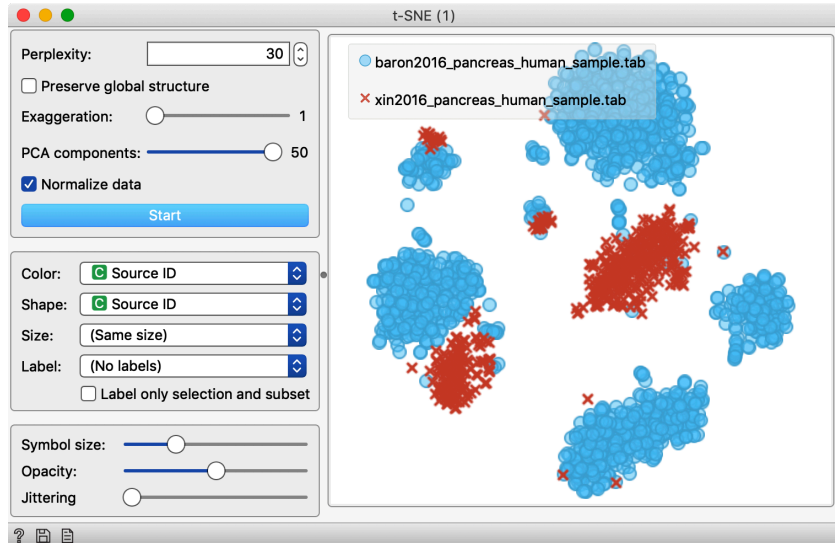 t-SNE (1)
Perplexity: 30
Preserve global structure
Exaggeration: 1
PCA components: 50
Normalize data
Start
Color: C Source ID
Shape: C Source ID
Size: (Same size)
Label: (No labels)
Label only selection and subset
Symbol size:
Opacity:
Jittering
?
baron2016_pancreas_human_sample.tab
xin2016_pancreas_human_sample.tab